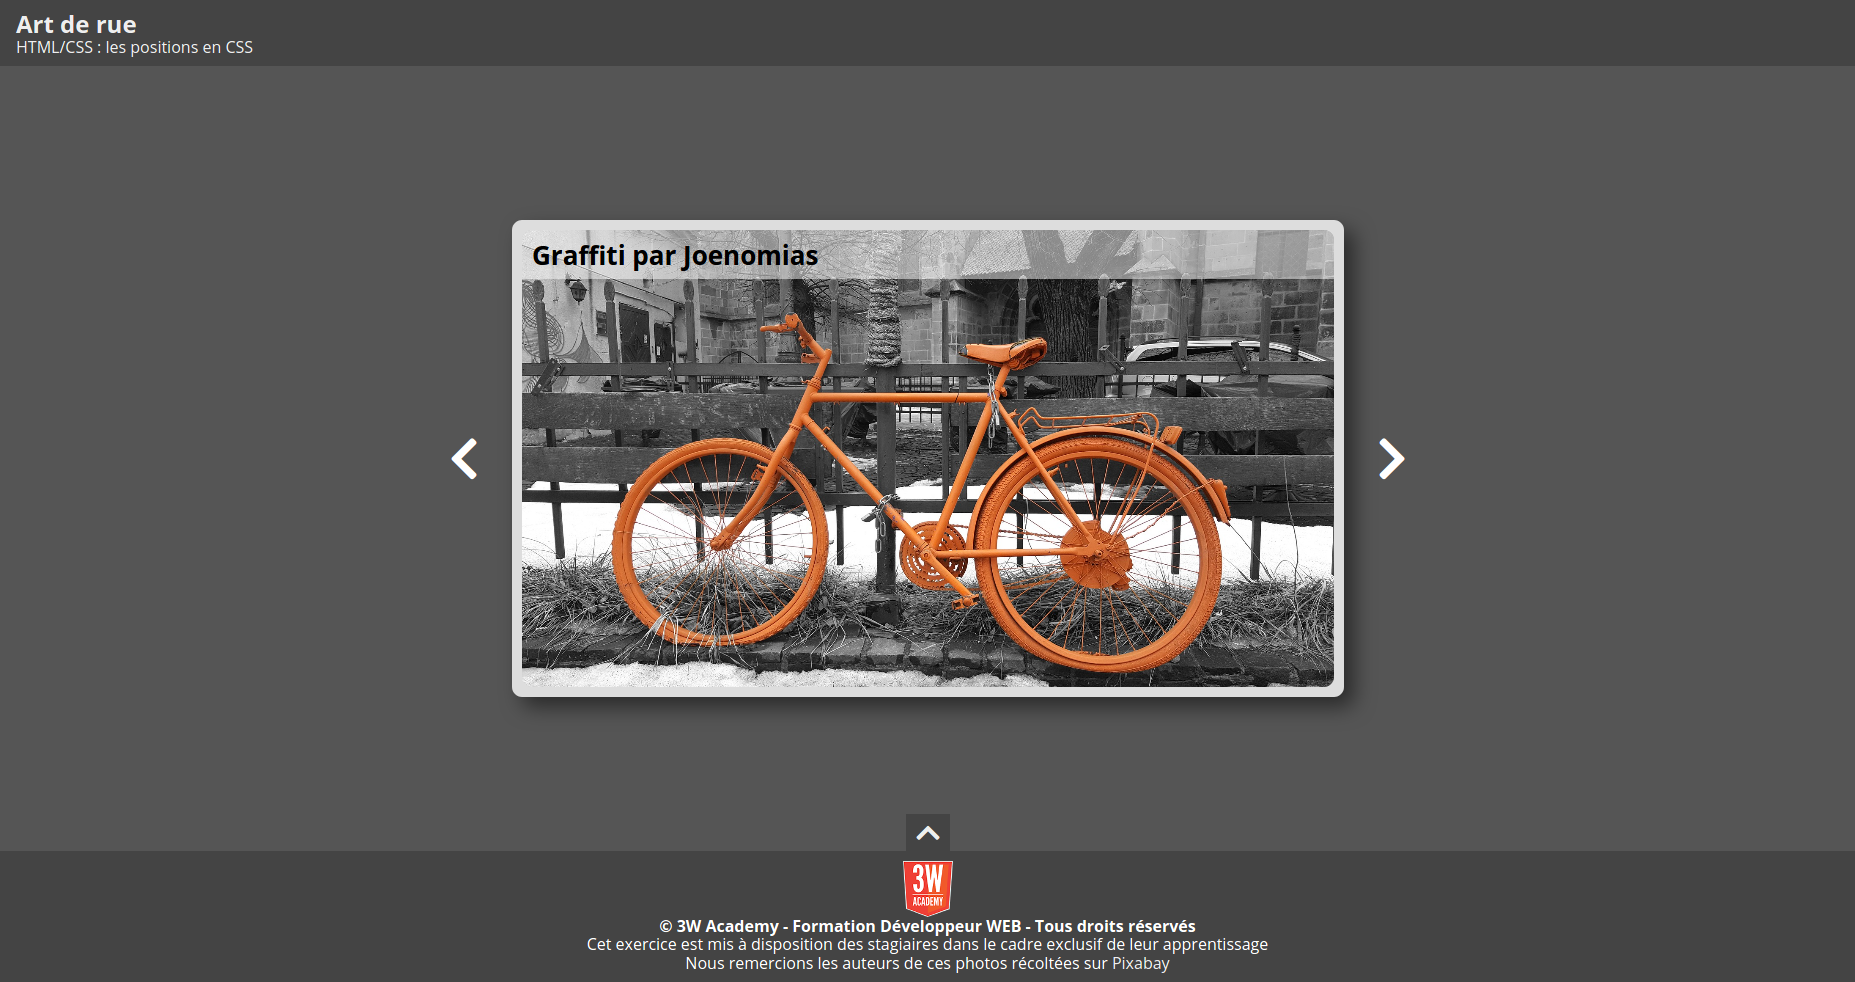 Art de rue
HTML/CSS : les positions en CSS
Graffiti par Joenomias
3W
ACADEMY
© 3W Academy - Formation Développeur WEB - Tous droits réservés
Cet exercice est mis à disposition des stagiaires dans le cadre exclusif de leur apprentissage
Nous remercions les auteurs de ces photos récoltées sur Pixabay